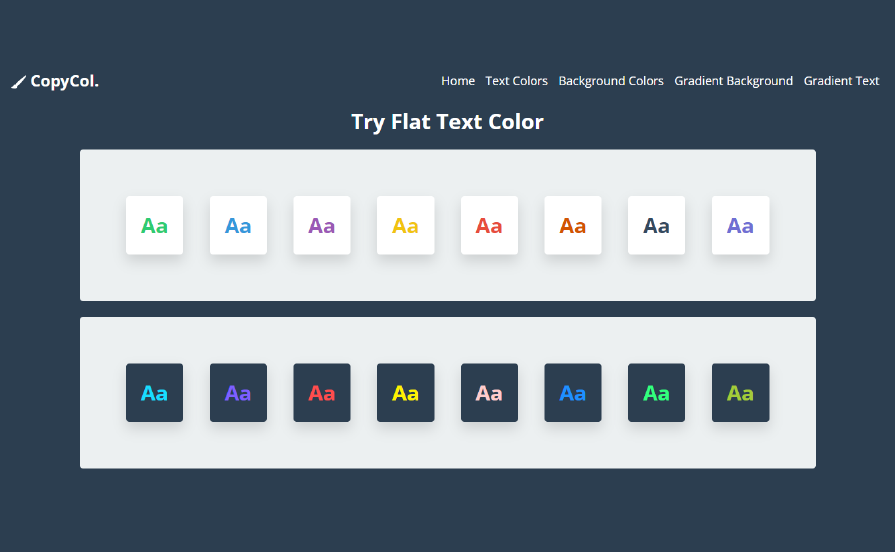 CopyCol.
Home Text Colors Background Colors Gradient Background Gradient Text
Try Flat Text Color
Aa Aa Aa Aa Aa Aa Aa Aa
Aa Aa Aa Aa Aa Aa Aa Aa